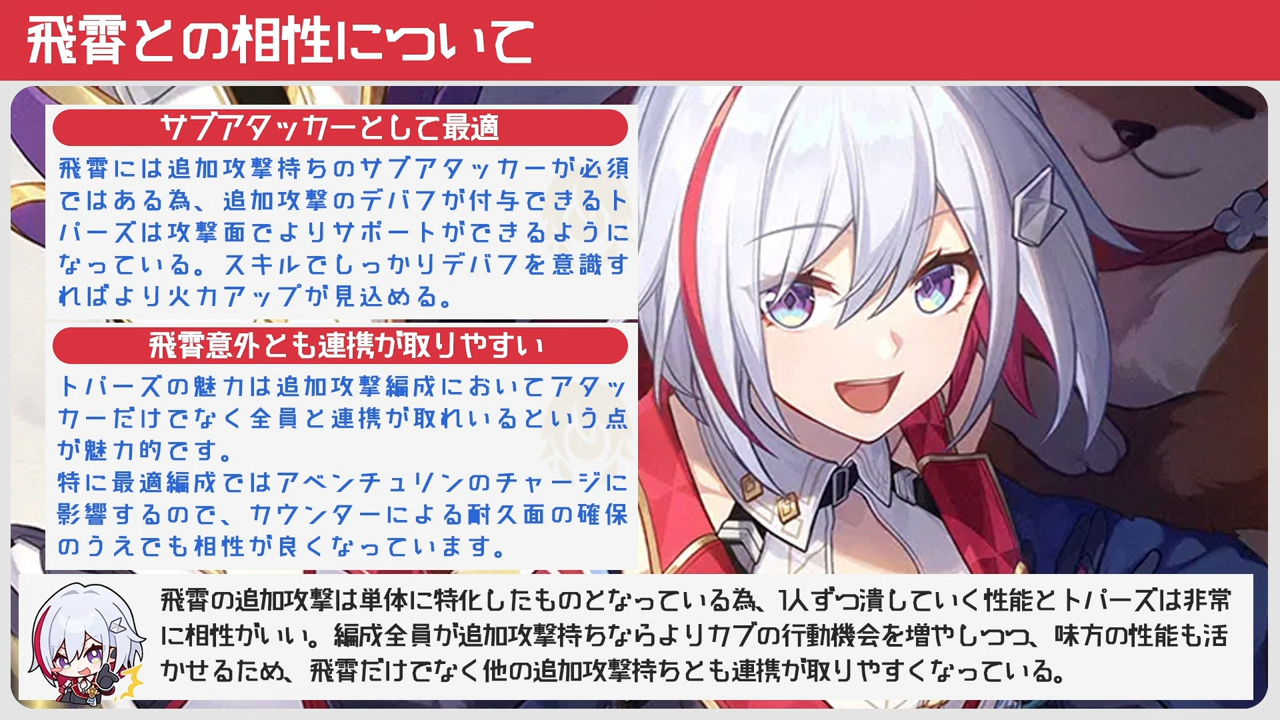 飛霄との相性について
サブアタッカーとして最適
飛霄には追加攻撃持ちのサブアタッカーが必須
ではある為、追加攻撃のデバフが付与できるト
パーズは攻撃面でよりサポートができるように
なっている。スキルでしっかりデバフを意識す
ればより火力アップが見込める。
飛霄意外とも連携が取りやすい
トパーズの魅力は追加攻撃編成においてアタッ
カーだけでなく全員と連携が取れいるという点
が魅力的です。
特に最適編成ではアベンチュリンのチャージに
影響するので、カウンターによる耐久面の確保
のうえでも相性が良くなっています。
飛霄の追加攻撃は単体に特化したものとなっている為、1人ずつ潰していく性能とトパーズは非常
に相性がいい。編成全員が追加攻撃持ちならよりカブの行動機会を増やしつつ、味方の性能も活
かせるため、飛霄だけでなく他の追加攻撃持ちとも連携が取りやすくなっている。